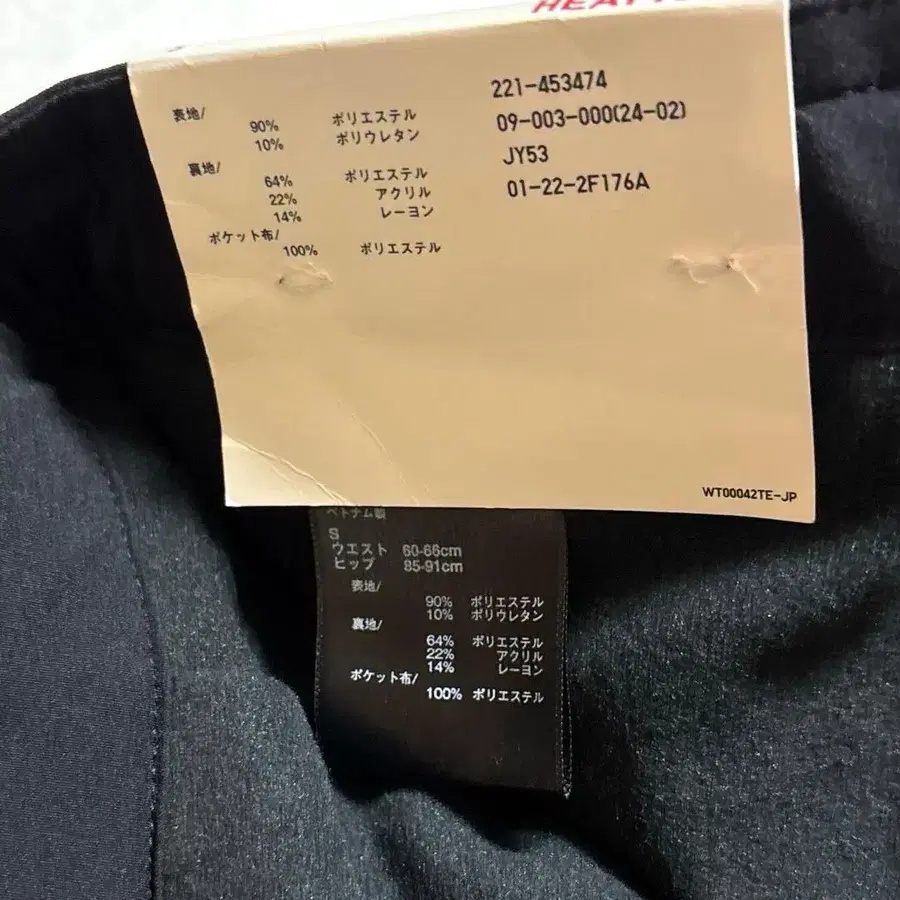 表地/
90% ポリエステル
10% ポリウレタン
裏地/
64% ポリエステル
22% アクリル
14% レーヨン
ポケット布/
100% ポリエステル
221-453474
09-003-000(24-02)
JY53
01-22-2F176A
WT00042TE-JP
ベトナム製
S
ウエスト 60-66cm
ヒップ 85-91cm
表地/
90% ポリエステル
10% ポリウレタン
裏地/
64% ポリエステル
22% アクリル
14% レーヨン
ポケット布/
100% ポリエステル